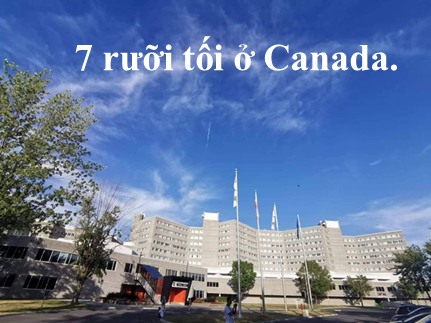 7 rưỡi tối ở Canada.